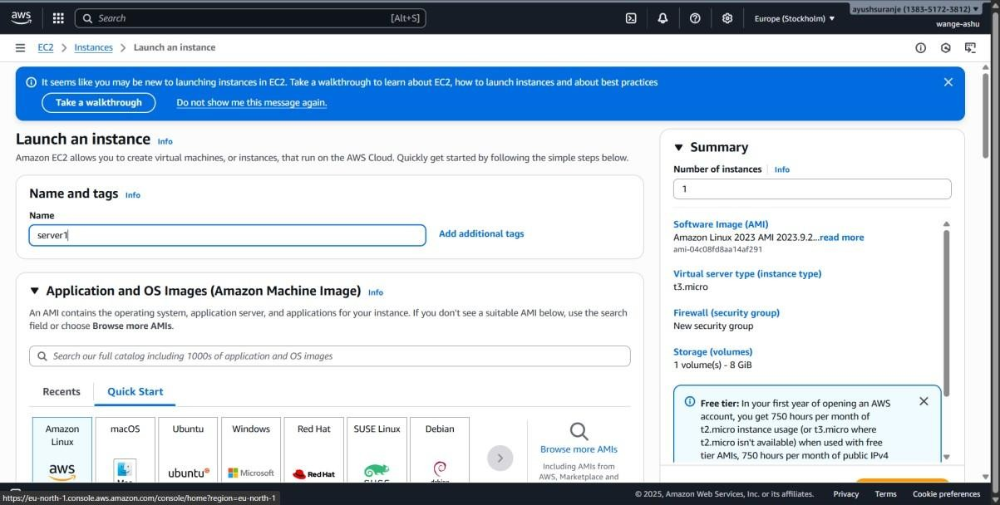 aws
Search
[Alt+S]
Europe (Stockholm) ▼
ayushsuranje (1383-5172-3812) ▼
wange-ashu
EC2 > Instances > Launch an instance
It seems like you may be new to launching instances in EC2. Take a walkthrough to learn about EC2, how to launch instances and about best practices
Take a walkthrough
Do not show me this message again.
Launch an instance Info
Amazon EC2 allows you to create virtual machines, or instances, that run on the AWS Cloud. Quickly get started by following the simple steps below.
Name and tags Info
Name
server1
Add additional tags
▼ Application and OS Images (Amazon Machine Image) Info
An AMI contains the operating system, application server, and applications for your instance. If you don't see a suitable AMI below, use the search
field or choose Browse more AMIs.
Search our full catalog including 1000s of application and OS images
Recents
Quick Start
Amazon
Linux
aws
macOS
Mac
Ubuntu
ubuntu
Windows
Microsoft
Red Hat
Red Hat
SUSE Linux
SUSE
Debian
debian
Browse more AMIs
Including AMIs from
AWS, Marketplace and
▼ Summary
Number of instances Info
1
Software Image (AMI)
Amazon Linux 2023 AMI 2023.9.2...read more
ami-04c08fd8aa14af291
Virtual server type (instance type)
t3.micro
Firewall (security group)
New security group
Storage (volumes)
1 volume(s) - 8 GiB
Free tier: In your first year of opening an AWS
account, you get 750 hours per month of
t2.micro instance usage (or t3.micro where
t2.micro isn't available) when used with free
tier AMIs, 750 hours per month of public IPv4
https://eu-north-1.console.aws.amazon.com/console/home?region=eu-north-1
© 2025, Amazon Web Services, Inc. or its affiliates.
Privacy
Terms
Cookie preferences